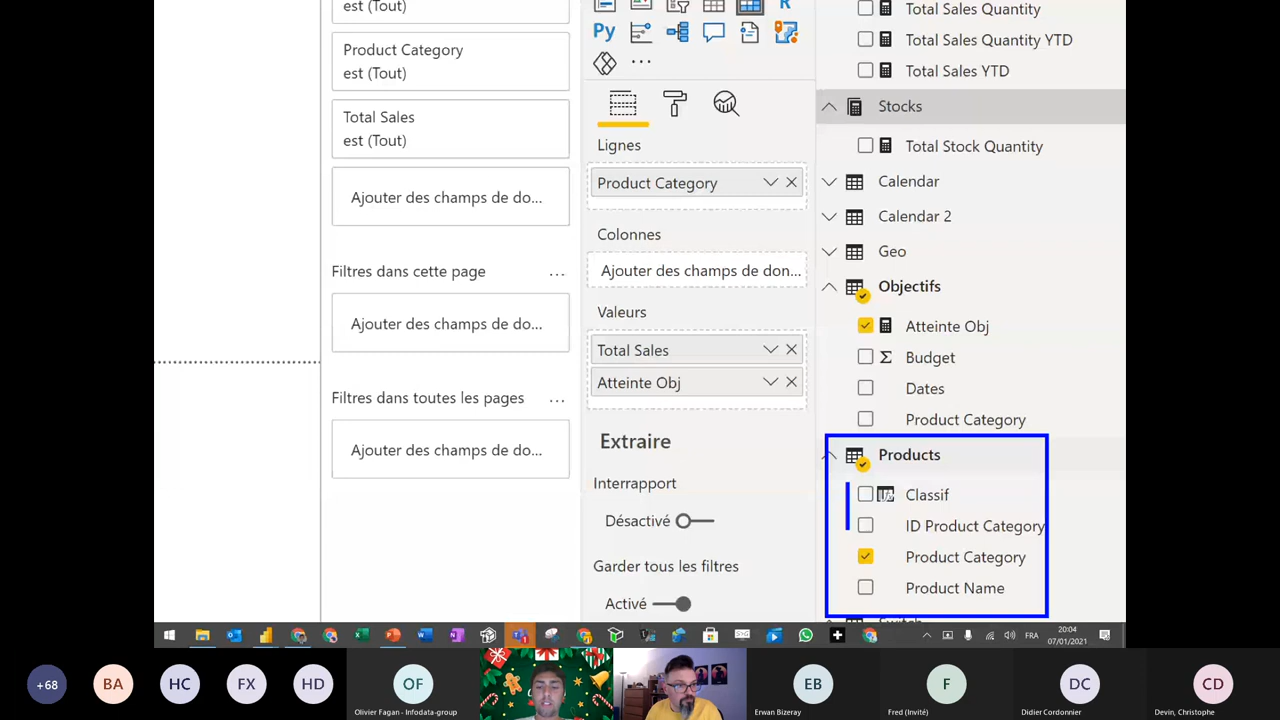 est (Tout)
Product Category
est (Tout)
Total Sales
est (Tout)
Ajouter des champs de do...
Filtres dans cette page
...
Ajouter des champs de do...
Filtres dans toutes les pages
...
Ajouter des champs de do...
R
Py
...
Lignes
Product Category
Colonnes
Ajouter des champs de don...
Valeurs
Total Sales
Atteinte Obj
Extraire
Interrapport
Désactivé
Garder tous les filtres
Activé
Total Sales Quantity
Total Sales Quantity YTD
Total Sales YTD
Stocks
Total Stock Quantity
Calendar
Calendar 2
Geo
Objectifs
Atteinte Obj
Σ Budget
Dates
Product Category
Products
Classif
ID Product Category
Product Category
Product Name
Switch
FRA
20:04
07/01/2021
+68
BA
HC
FX
HD
OF
Olivier Fagan - Infodata-group
EB
Erwan Bizeray
F
Fred (Invité)
DC
Didier Cordonnier
CD
Devin, Christophe